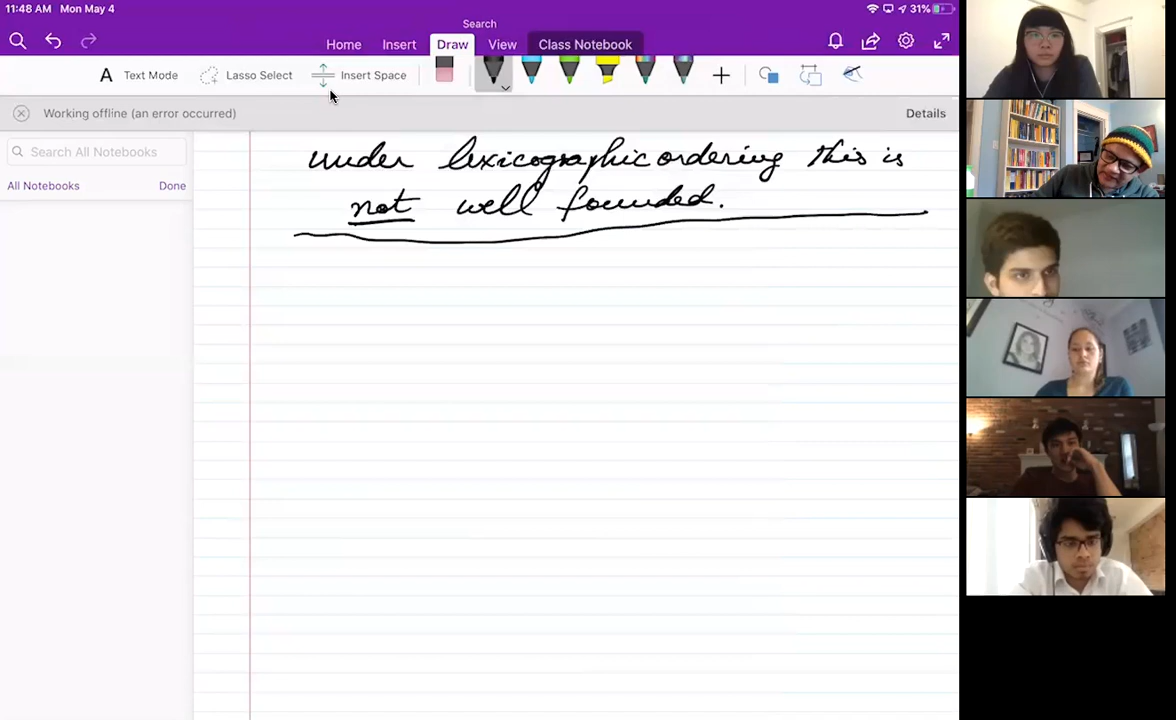 11:48 AM Mon May 4
31%
Search
Home Insert Draw View Class Notebook
A Text Mode Lasso Select Insert Space
Working offline (an error occurred) Details
Search All Notebooks
All Notebooks Done
under lexicographic ordering this is
not well founded.